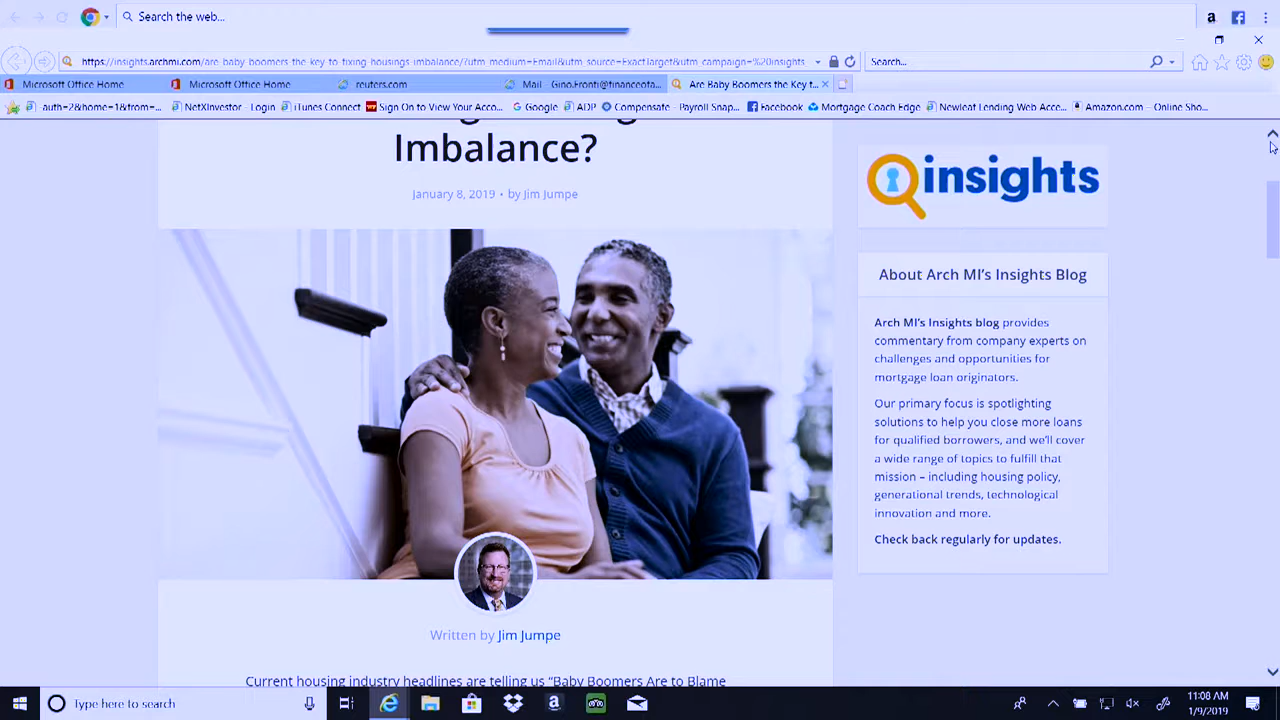 Search the web...
https://insights.archmi.com/are-baby-boomers-the-key-to-fixing-housings-imbalance/?utm_medium=Email&utm_source=ExactTarget&utm_campaign=%20insights
Search...
Microsoft Office Home
Microsoft Office Home
reuters.com
Mail - Gino.Fronti@financeofa...
Are Baby Boomers the Key t...
auth=2&home=1&from=...
NetXInvestor - Login
iTunes Connect
Sign On to View Your Acco...
Google
ADP
Compensate - Payroll Snap...
Facebook
Mortgage Coach Edge
Newleaf Lending Web Acce...
Amazon.com – Online Sho...
Imbalance?
January 8, 2019 • by Jim Jumpe
insights
About Arch MI's Insights Blog
Arch MI's Insights blog provides
commentary from company experts on
challenges and opportunities for
mortgage loan originators.
Our primary focus is spotlighting
solutions to help you close more loans
for qualified borrowers, and we'll cover
a wide range of topics to fulfill that
mission – including housing policy,
generational trends, technological
innovation and more.
Check back regularly for updates.
Written by Jim Jumpe
Current housing industry headlines are telling us “Baby Boomers Are to Blame
Type here to search
11:08 AM
1/9/2019